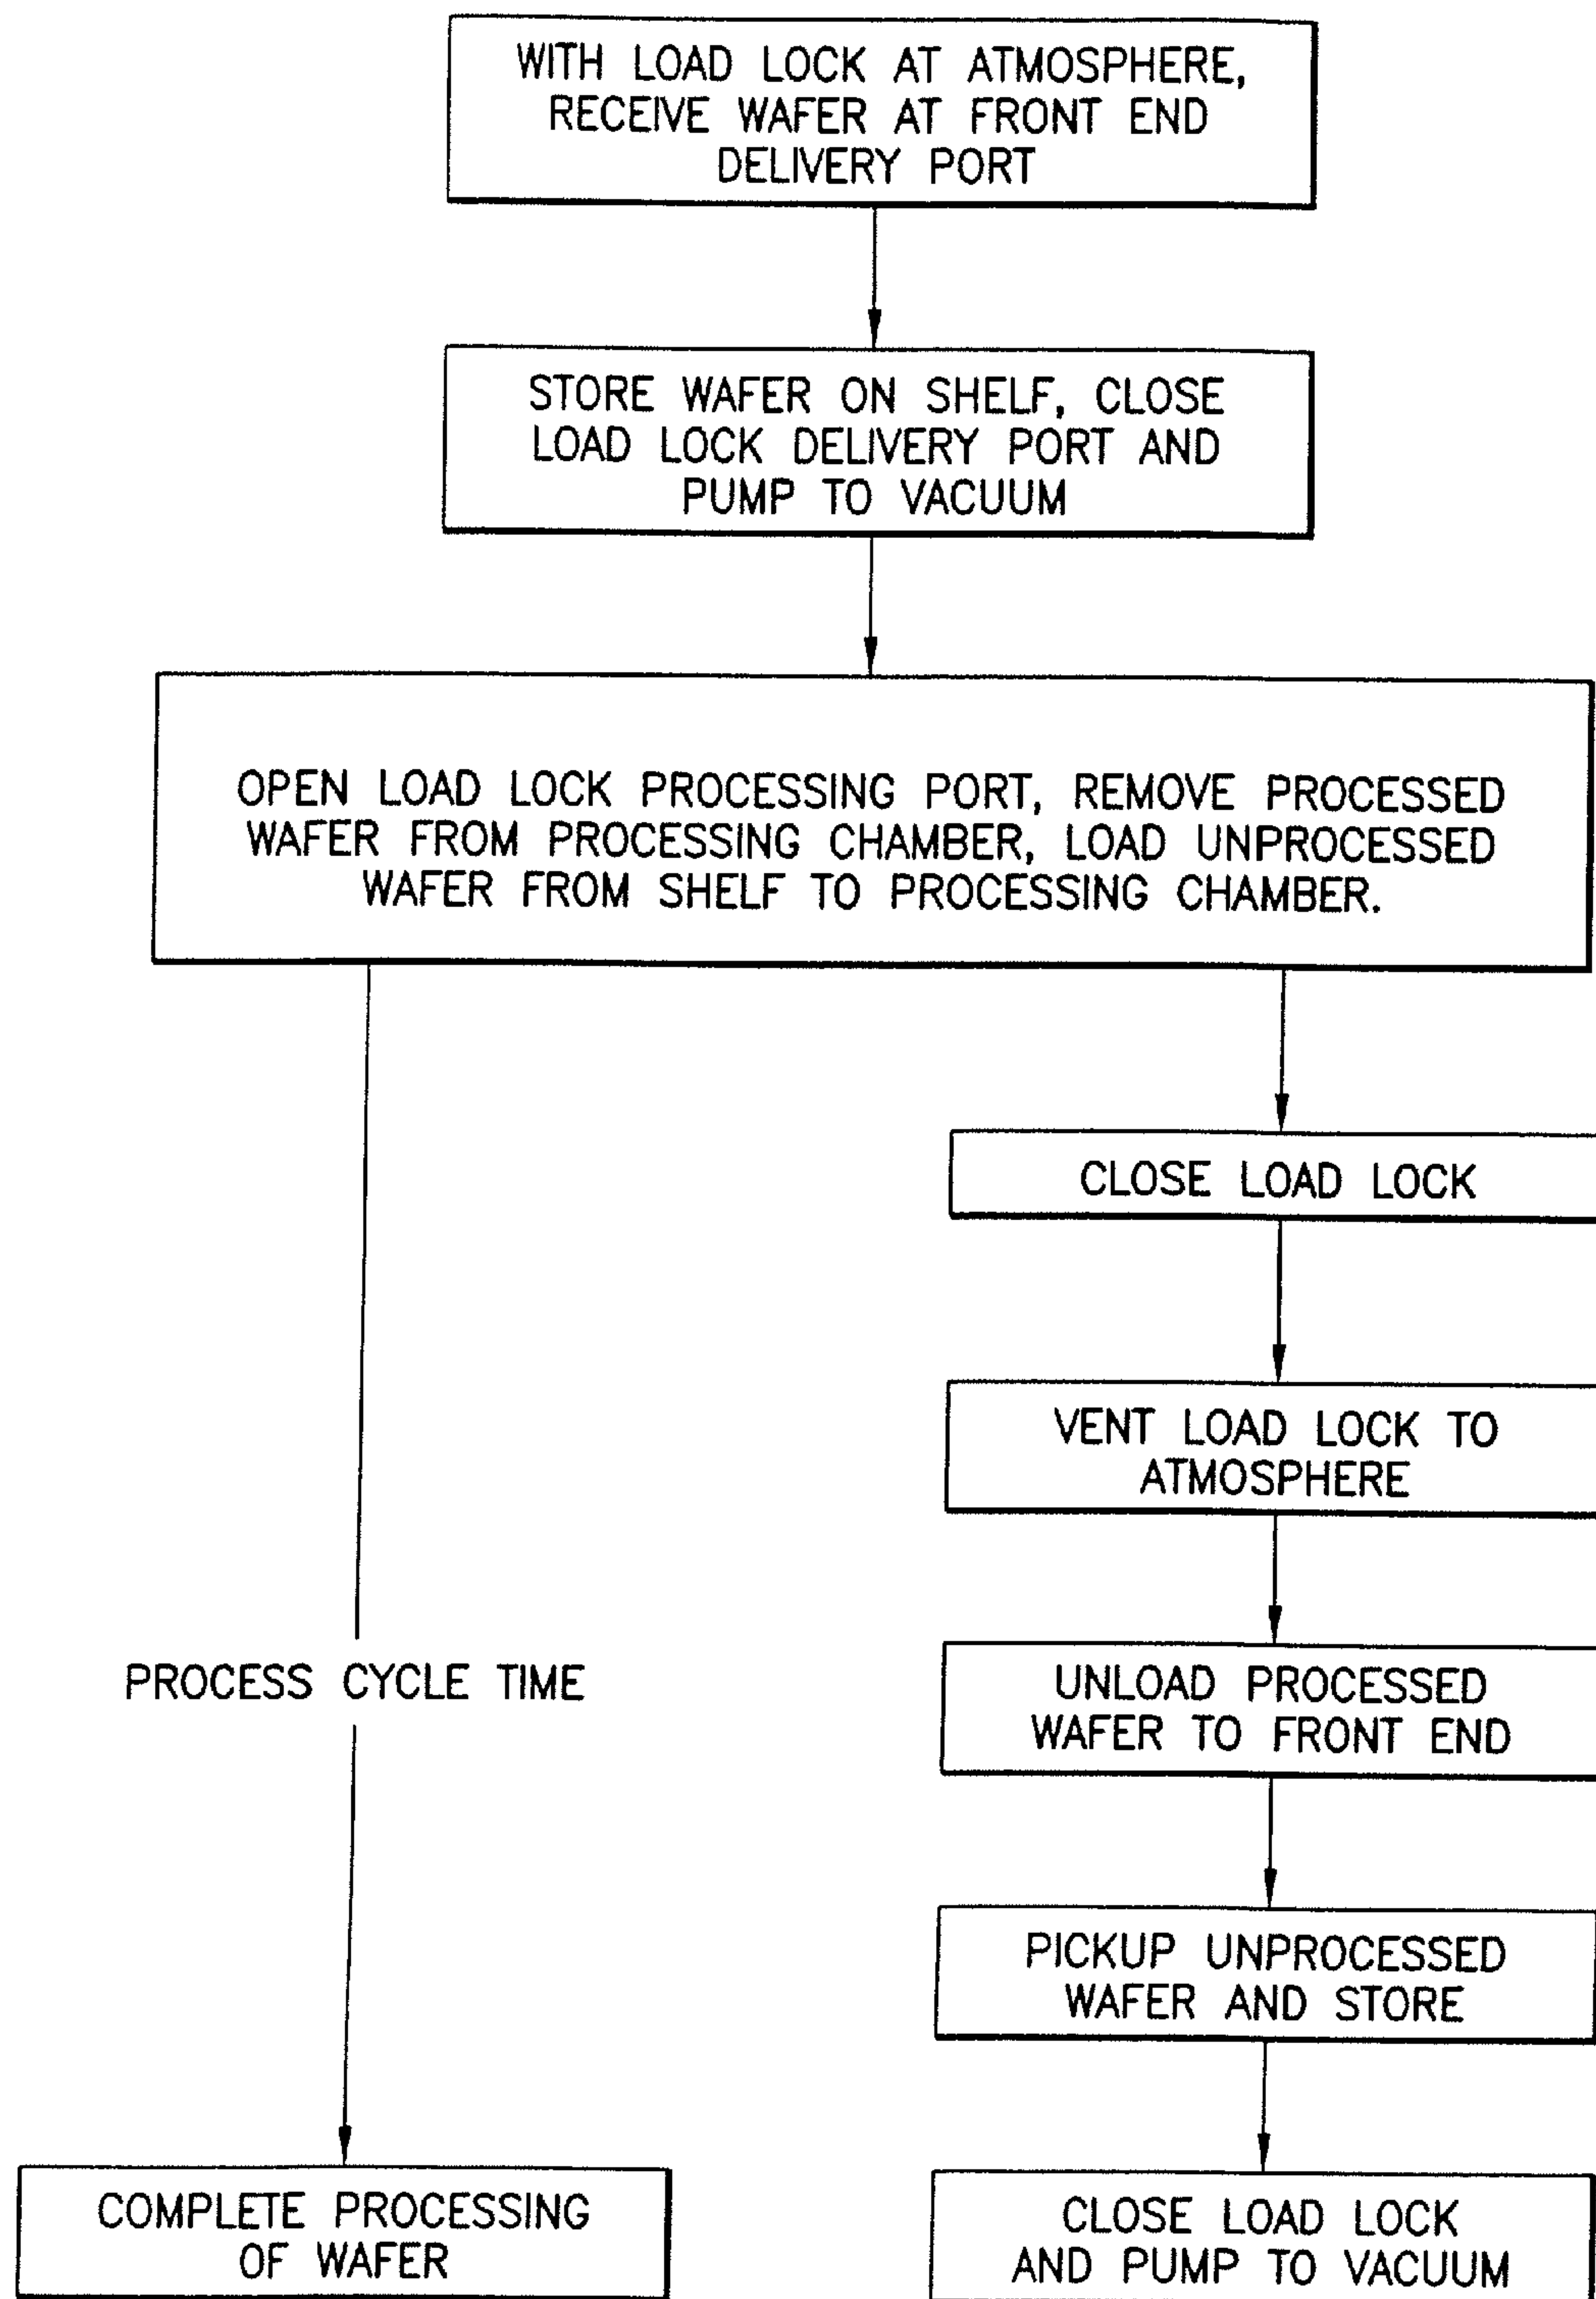 WITH LOAD LOCK AT ATMOSPHERE,
RECEIVE WAFER AT FRONT END
DELIVERY PORT
STORE WAFER ON SHELF, CLOSE
LOAD LOCK DELIVERY PORT AND
PUMP TO VACUUM
OPEN LOAD LOCK PROCESSING PORT, REMOVE PROCESSED
WAFER FROM PROCESSING CHAMBER, LOAD UNPROCESSED
WAFER FROM SHELF TO PROCESSING CHAMBER.
CLOSE LOAD LOCK
VENT LOAD LOCK TO
ATMOSPHERE
UNLOAD PROCESSED
WAFER TO FRONT END
PROCESS CYCLE TIME
PICKUP UNPROCESSED
WAFER AND STORE
COMPLETE PROCESSING
OF WAFER
CLOSE LOAD LOCK
AND PUMP TO VACUUM